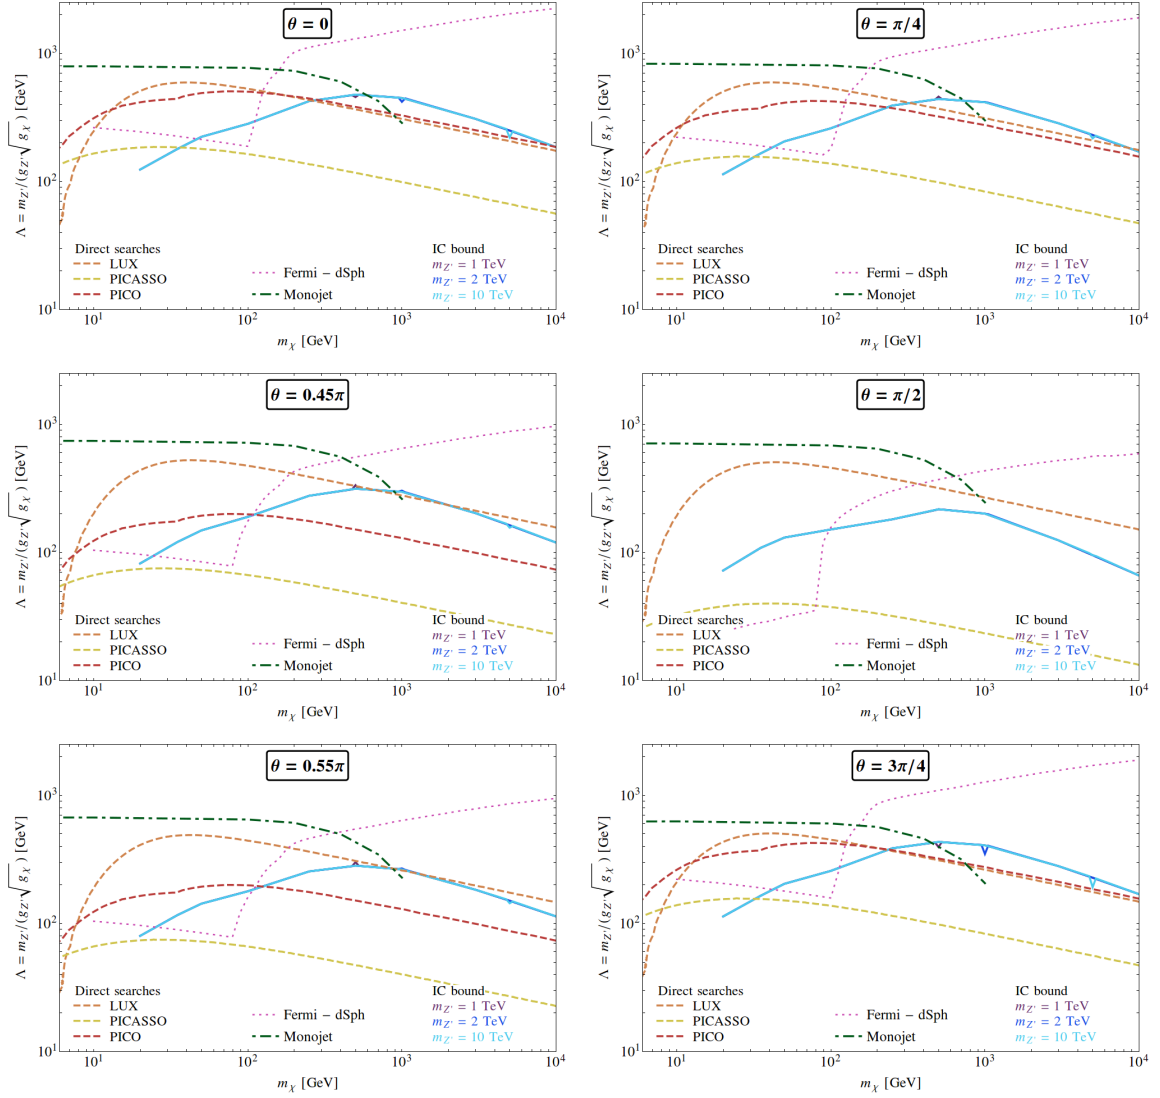 θ = 0
10³
10²
10¹
Λ = m_Z'/(g_Z'√g_χ) [GeV]
Direct searches
LUX
PICASSO
PICO
Fermi − dSph
Monojet
IC bound
m_Z' = 1 TeV
m_Z' = 2 TeV
m_Z' = 10 TeV
10¹ 10² 10³ 10⁴
m_χ [GeV]
θ = π/4
10³
10²
10¹
Λ = m_Z'/(g_Z'√g_χ) [GeV]
Direct searches
LUX
PICASSO
PICO
Fermi − dSph
Monojet
IC bound
m_Z' = 1 TeV
m_Z' = 2 TeV
m_Z' = 10 TeV
10¹ 10² 10³ 10⁴
m_χ [GeV]
θ = 0.45π
10³
10²
10¹
Λ = m_Z'/(g_Z'√g_χ) [GeV]
Direct searches
LUX
PICASSO
PICO
Fermi − dSph
Monojet
IC bound
m_Z' = 1 TeV
m_Z' = 2 TeV
m_Z' = 10 TeV
10¹ 10² 10³ 10⁴
m_χ [GeV]
θ = π/2
10³
10²
10¹
Λ = m_Z'/(g_Z'√g_χ) [GeV]
Direct searches
LUX
PICASSO
PICO
Fermi − dSph
Monojet
IC bound
m_Z' = 1 TeV
m_Z' = 2 TeV
m_Z' = 10 TeV
10¹ 10² 10³ 10⁴
m_χ [GeV]
θ = 0.55π
10³
10²
10¹
Λ = m_Z'/(g_Z'√g_χ) [GeV]
Direct searches
LUX
PICASSO
PICO
Fermi − dSph
Monojet
IC bound
m_Z' = 1 TeV
m_Z' = 2 TeV
m_Z' = 10 TeV
10¹ 10² 10³ 10⁴
m_χ [GeV]
θ = 3π/4
10³
10²
10¹
Λ = m_Z'/(g_Z'√g_χ) [GeV]
Direct searches
LUX
PICASSO
PICO
Fermi − dSph
Monojet
IC bound
m_Z' = 1 TeV
m_Z' = 2 TeV
m_Z' = 10 TeV
10¹ 10² 10³ 10⁴
m_χ [GeV]